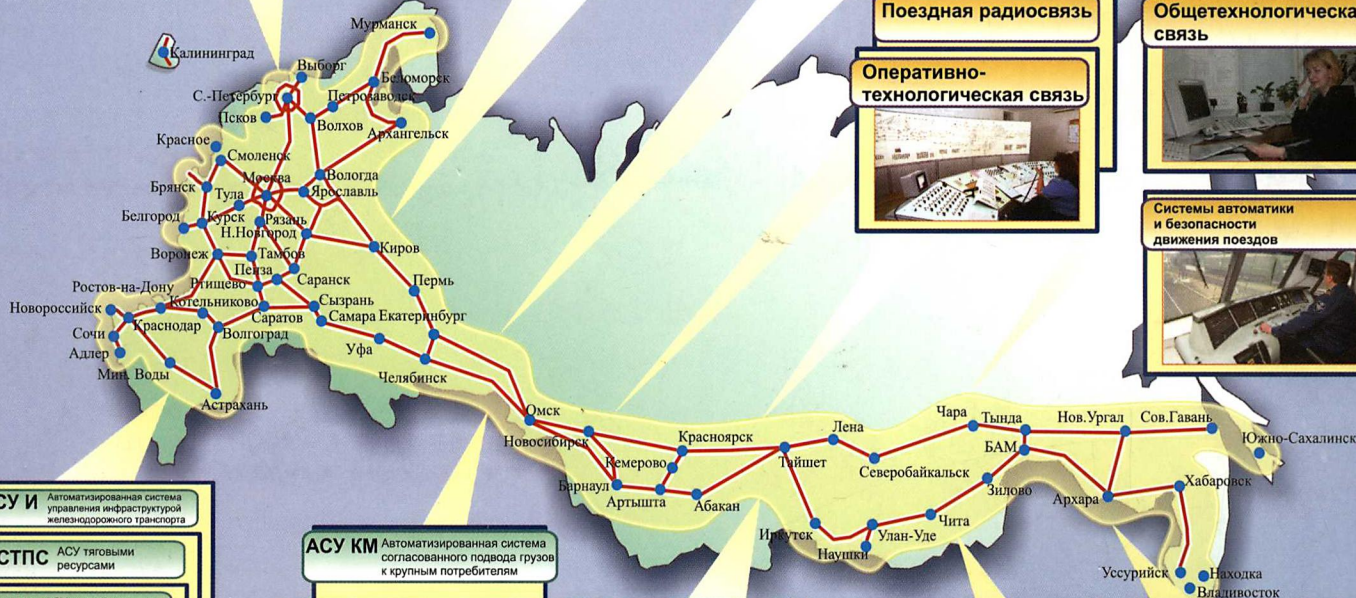 Поездная радиосвязь
Общетехнологическа
связь
Оперативно-
технологическая связь
Системы автоматики
и безопасности
движения поездов
Мурманск
Калининград
Выборг
Беломорск
С.-Петербург
Петрозаводск
Псков
Волхов
Архангельск
Красное
Смоленск
Вологда
Москва
Брянск
Тула
Ярославль
Белгород
Курск
Рязань
Н.Новгород
Киров
Воронеж
Тамбов
Пенза
Саранск
Пермь
Ростов-на-Дону
Ртищево
Новороссийск
Котельниково
Сызрань
Краснодар
Саратов
Самара
Екатеринбург
Сочи
Волгоград
Адлер
Уфа
Мин. Воды
Челябинск
Астрахань
Омск
Новосибирск
Красноярск
Лена
Чара
Тында
Нов.Ургал
Сов.Гавань
Южно-Сахалинск
БАМ
Кемерово
Тайшет
Северобайкальск
Барнаул
Артышта
Абакан
Зилово
Архара
Хабаровск
Иркутск
Чита
Улан-Уде
Наушки
Уссурийск
Находка
Владивосток
СУ И
Автоматизированная система
управления инфраструктурой
железнодорожного транспорта
СТПС
АСУ тяговыми
ресурсами
АСУ КМ
Автоматизированная система
согласованного подвода грузов
к крупным потребителям